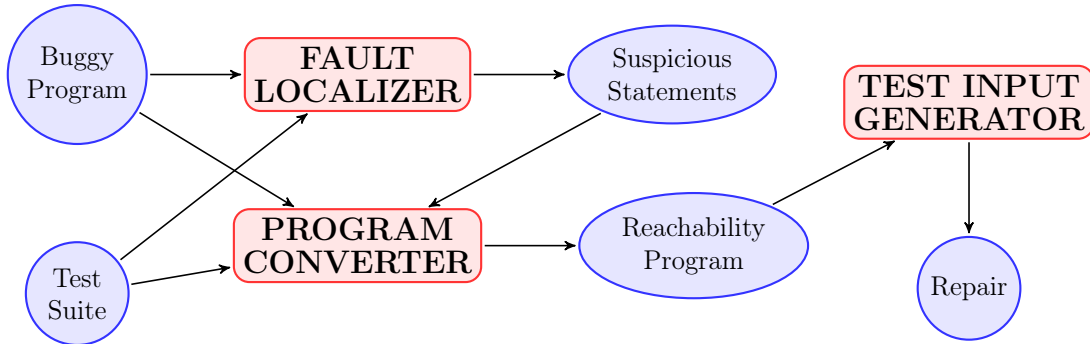 Buggy
Program
FAULT
LOCALIZER
Suspicious
Statements
TEST INPUT
GENERATOR
Test
Suite
PROGRAM
CONVERTER
Reachability
Program
Repair